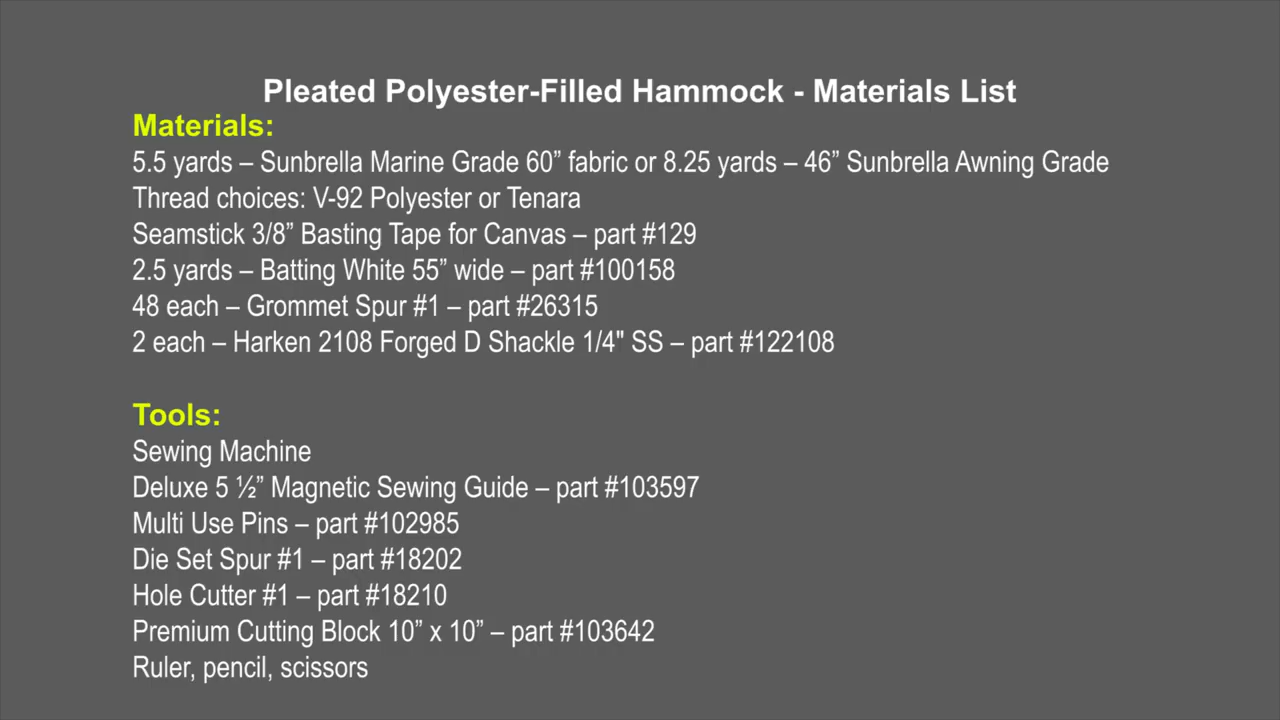 Pleated Polyester-Filled Hammock - Materials List
Materials:
5.5 yards – Sunbrella Marine Grade 60” fabric or 8.25 yards – 46” Sunbrella Awning Grade
Thread choices: V-92 Polyester or Tenara
Seamstick 3/8” Basting Tape for Canvas – part #129
2.5 yards – Batting White 55” wide – part #100158
48 each – Grommet Spur #1 – part #26315
2 each – Harken 2108 Forged D Shackle 1/4" SS – part #122108
Tools:
Sewing Machine
Deluxe 5 ½” Magnetic Sewing Guide – part #103597
Multi Use Pins – part #102985
Die Set Spur #1 – part #18202
Hole Cutter #1 – part #18210
Premium Cutting Block 10” x 10” – part #103642
Ruler, pencil, scissors